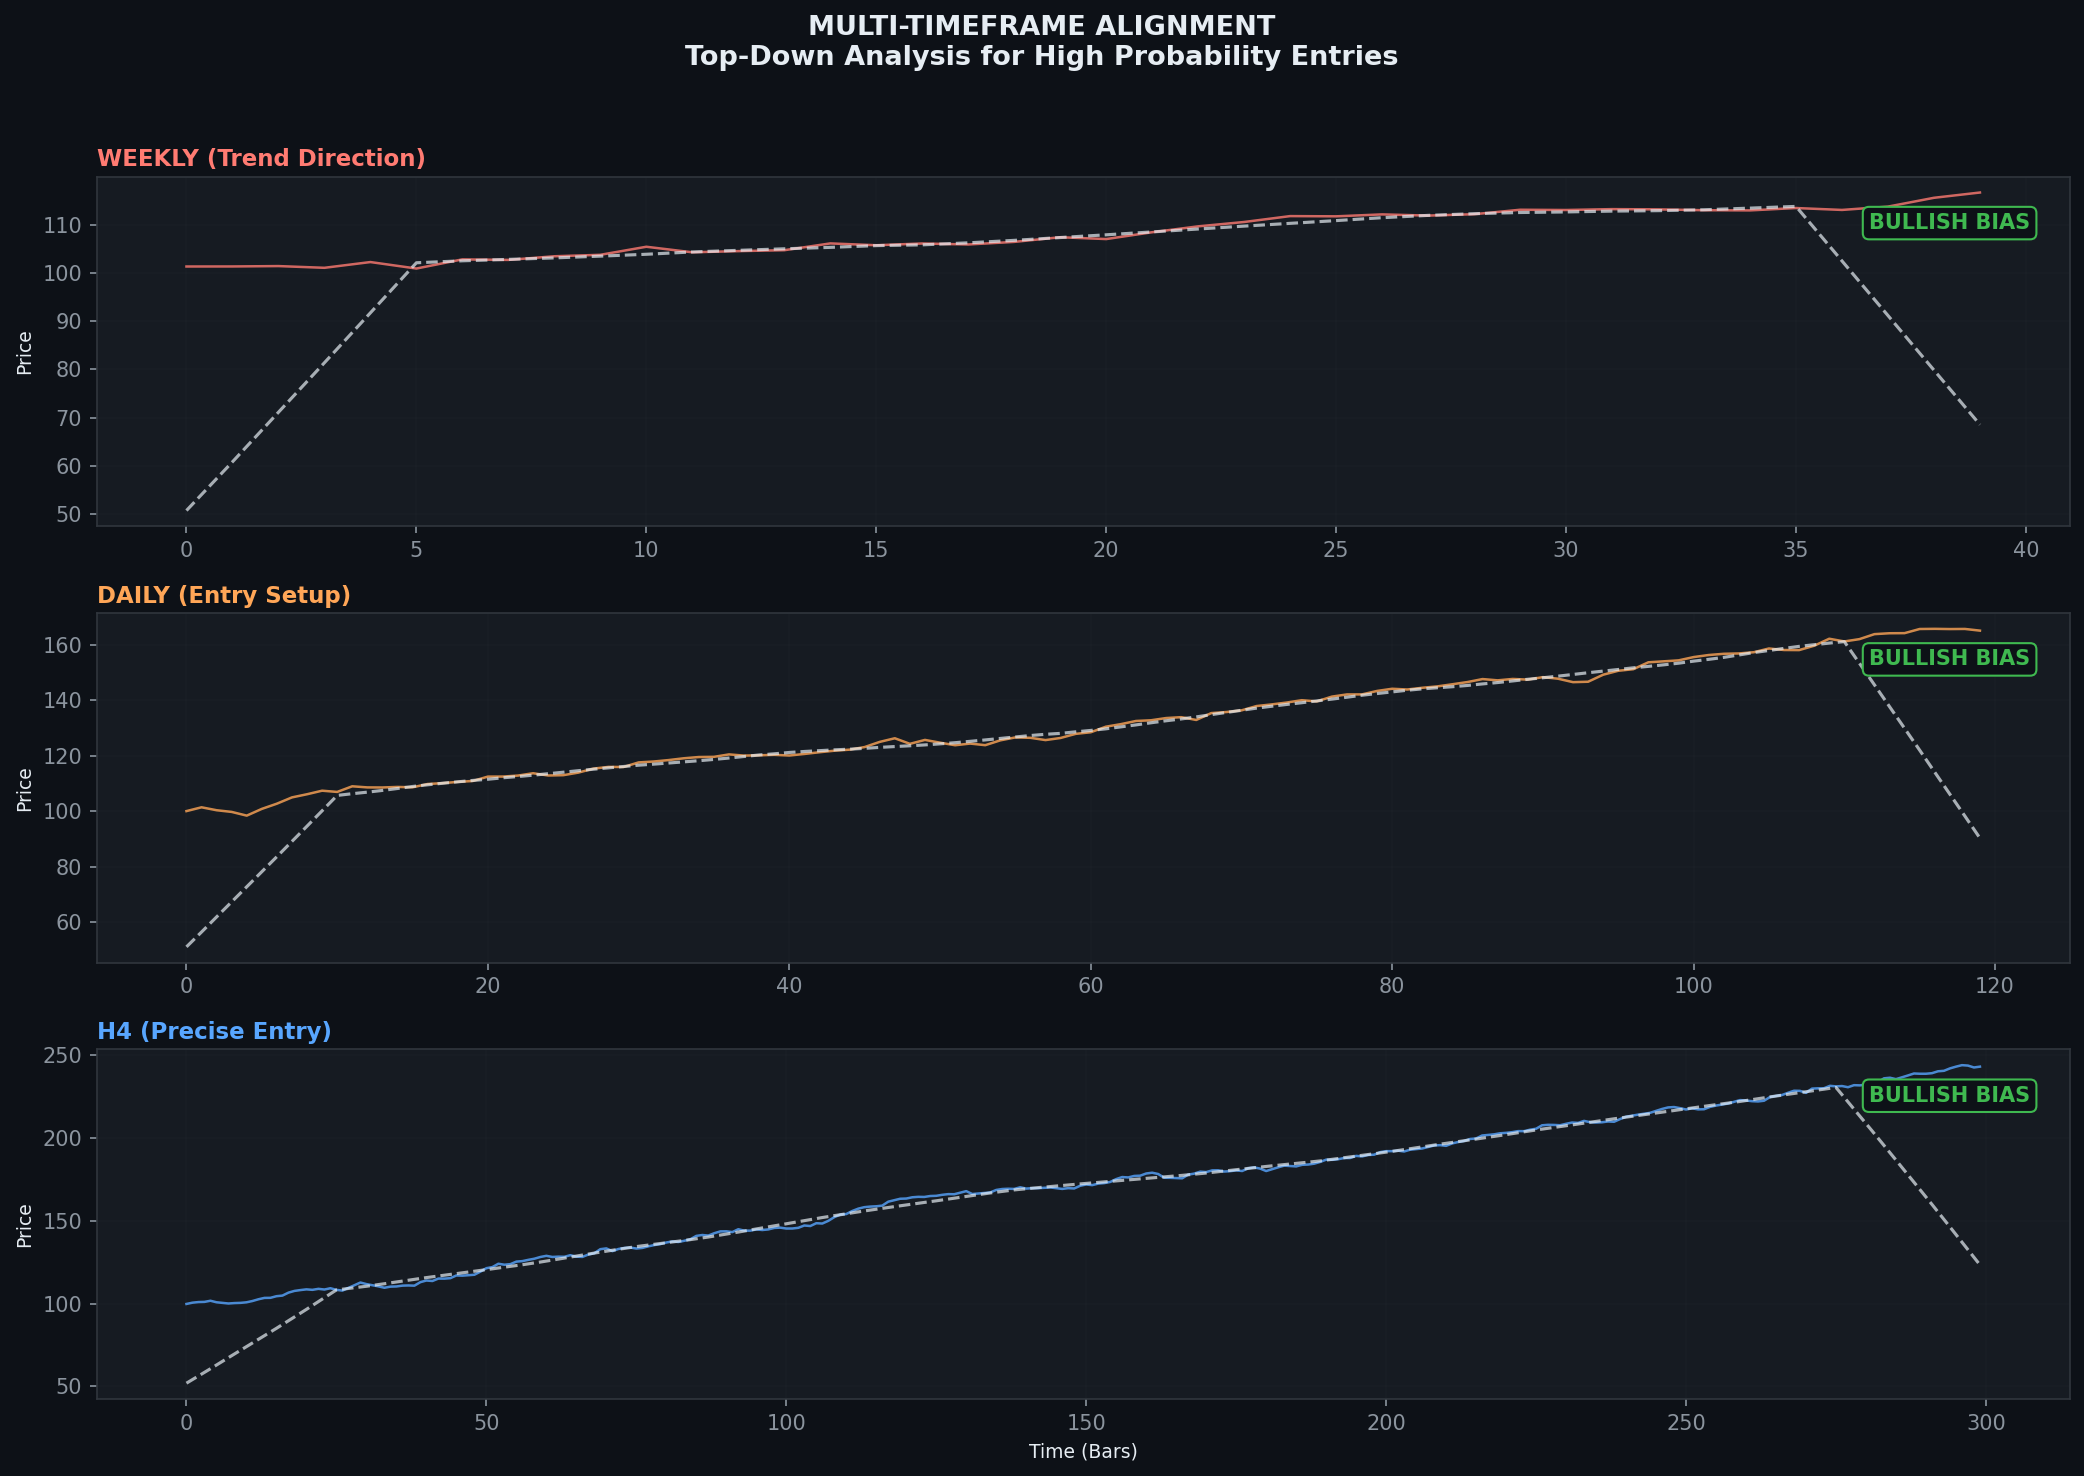 MULTI-TIMEFRAME ALIGNMENT
Top-Down Analysis for High Probability Entries
WEEKLY (Trend Direction)
Price
110
100
90
80
70
60
50
BULLISH BIAS
0 5 10 15 20 25 30 35 40
DAILY (Entry Setup)
Price
160
140
120
100
80
60
BULLISH BIAS
0 20 40 60 80 100 120
H4 (Precise Entry)
Price
250
200
150
100
50
BULLISH BIAS
0 50 100 150 200 250 300
Time (Bars)